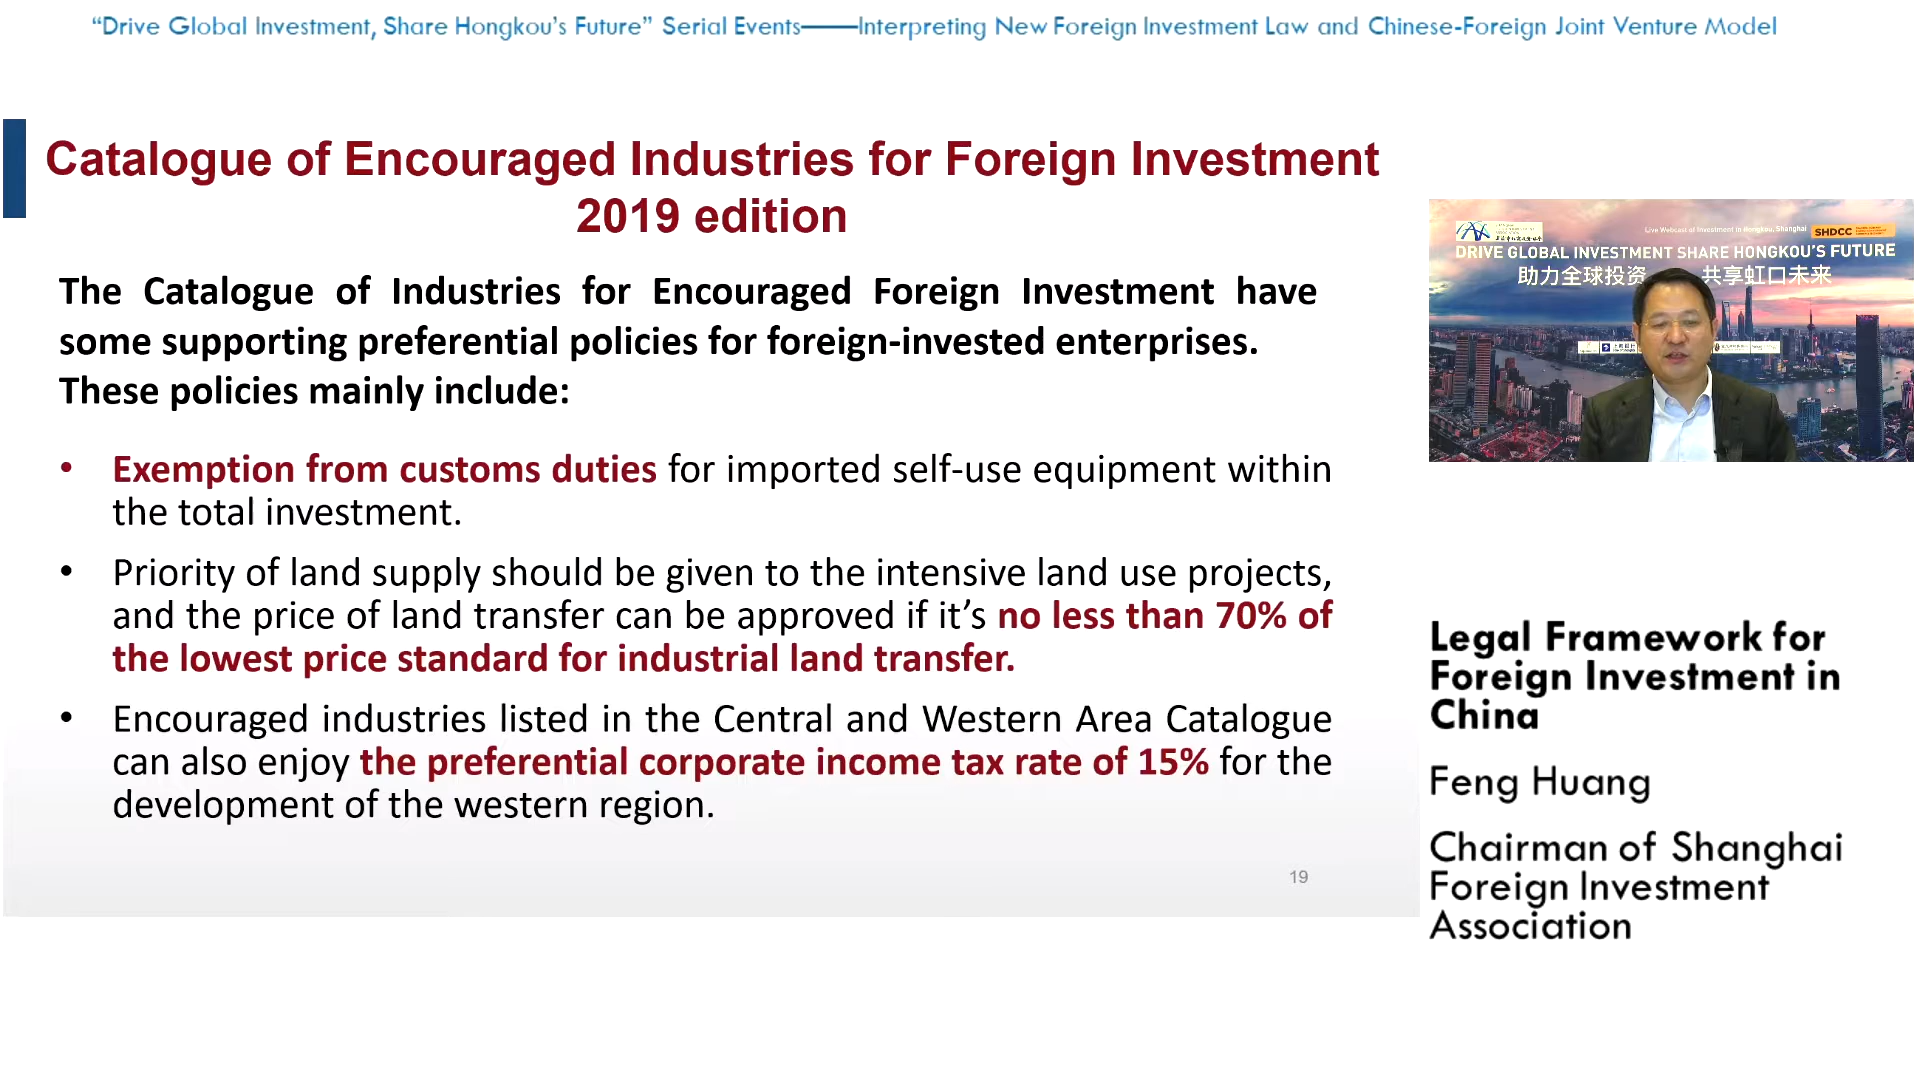 “Drive Global Investment, Share Hongkou’s Future” Serial Events——Interpreting New Foreign Investment Law and Chinese-Foreign Joint Venture Model
Catalogue of Encouraged Industries for Foreign Investment
2019 edition
The Catalogue of Industries for Encouraged Foreign Investment have
some supporting preferential policies for foreign-invested enterprises.
These policies mainly include:
• Exemption from customs duties for imported self-use equipment within
the total investment.
• Priority of land supply should be given to the intensive land use projects,
and the price of land transfer can be approved if it’s no less than 70% of
the lowest price standard for industrial land transfer.
• Encouraged industries listed in the Central and Western Area Catalogue
can also enjoy the preferential corporate income tax rate of 15% for the
development of the western region.
19
Live Webcast of Investment in Hongkou, Shanghai
SHDCC
DRIVE GLOBAL INVESTMENT SHARE HONGKOU’S FUTURE
助力全球投资 共享虹口未来
Legal Framework for
Foreign Investment in
China
Feng Huang
Chairman of Shanghai
Foreign Investment
Association